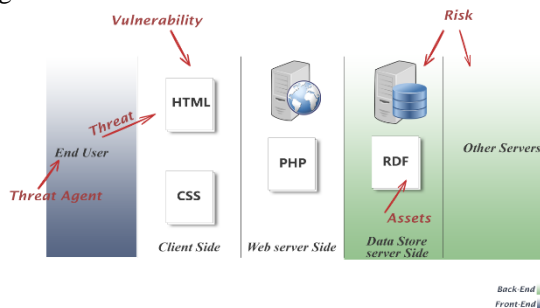 Vulnerability
Risk
HTML
Threat
End User
Other Servers
PHP
RDF
Threat Agent
CSS
Assets
Client Side
Web server Side
Data Store
server Side
Back-End
Front-End